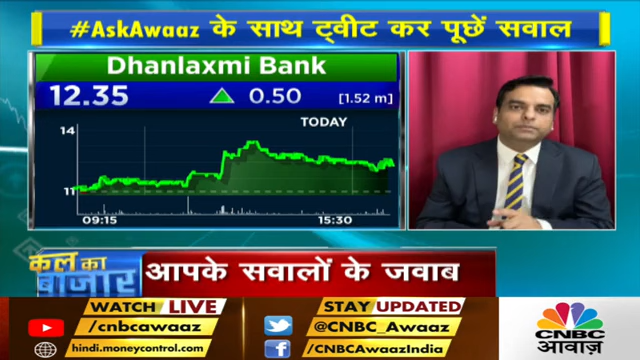 #AskAwaaz के साथ ट्वीट कर पूछें सवाल
Dhanlaxmi Bank
12.35 0.50 [1.52 m]
TODAY
14
11
09:15 15:30
कल का
बाज़ार
आपके सवालों के जवाब
WATCH LIVE
/cnbcawaaz
hindi.moneycontrol.com
STAY UPDATED
@CNBC_Awaaz
/CNBCAwaazIndia
CNBC
आवाज़